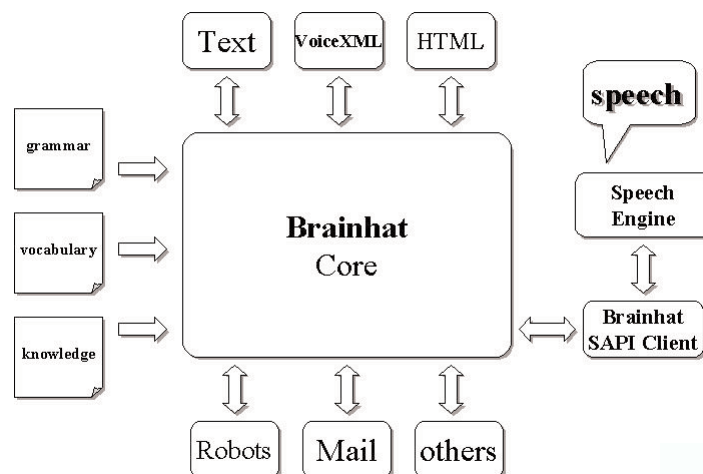 Text
VoiceXML
HTML
speech
grammar
Speech
Engine
vocabulary
Brainhat
Core
Brainhat
SAPI Client
knowledge
Robots
Mail
others